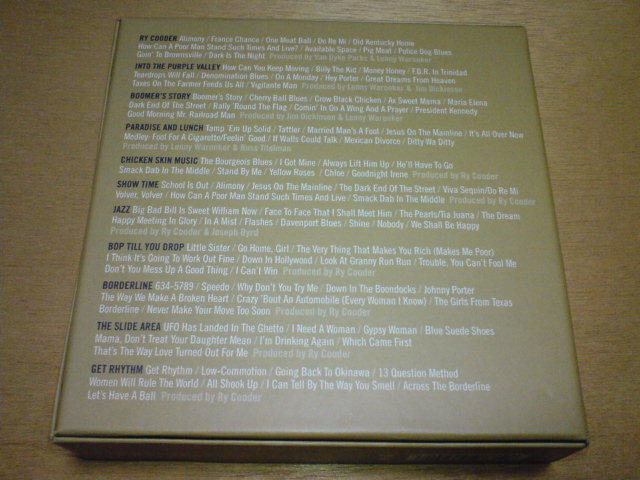 RY COODER Alimony / France Chance / One Meat Ball / Do Re Mi / Old Kentucky Home
How Can A Poor Man Stand Such Times And Live? / Available Space / Pig Meat / Police Dog Blues
Goin' To Brownsville / Dark Is The Night Produced by Van Dyke Parks & Lenny Waronker
INTO THE PURPLE VALLEY How Can You Keep Moving / Billy The Kid / Money Honey / F.D.R. In Trinidad
Teardrops Will Fall / Denomination Blues / On A Monday / Hey Porter / Great Dreams From Heaven
Taxes On The Farmer Feeds Us All / Vigilante Man Produced by Lenny Waronker & Jim Dickinson
BOOMER'S STORY Boomer's Story / Cherry Ball Blues / Crow Black Chicken / Ax Sweet Mama / Maria Elena
Dark End Of The Street / Rally 'Round The Flag / Comin' In On A Wing And A Prayer / President Kennedy
Good Morning Mr. Railroad Man Produced by Jim Dickinson & Lenny Waronker
PARADISE AND LUNCH Tamp 'Em Up Solid / Tattler / Married Man's A Fool / Jesus On The Mainline / It's All Over Now
Medley: Fool For A Cigarette/Feelin' Good / If Walls Could Talk / Mexican Divorce / Ditty Wa Ditty
Produced by Lenny Waronker & Russ Titelman
CHICKEN SKIN MUSIC The Bourgeois Blues / I Got Mine / Always Lift Him Up / He'll Have To Go
Smack Dab In The Middle / Stand By Me / Yellow Roses / Chloe / Goodnight Irene Produced by Ry Cooder
SHOW TIME School Is Out / Alimony / Jesus On The Mainline / The Dark End Of The Street / Viva Sequin/Do Re Mi
Volver, Volver / How Can A Poor Man Stand Such Times And Live / Smack Dab In The Middle Produced by Ry Cooder
JAZZ Big Bad Bill Is Sweet William Now / Face To Face That I Shall Meet Him / The Pearls/Tia Juana / The Dream
Happy Meeting In Glory / In A Mist / Flashes / Davenport Blues / Shine / Nobody / We Shall Be Happy
Produced by Ry Cooder & Joseph Byrd
BOP TILL YOU DROP Little Sister / Go Home, Girl / The Very Thing That Makes You Rich (Makes Me Poor)
I Think It's Going To Work Out Fine / Down In Hollywood / Look At Granny Run Run / Trouble, You Can't Fool Me
Don't You Mess Up A Good Thing / I Can't Win Produced by Ry Cooder
BORDERLINE 634-5789 / Speedo / Why Don't You Try Me / Down In The Boondocks / Johnny Porter
The Way We Make A Broken Heart / Crazy 'Bout An Automobile (Every Woman I Know) / The Girls From Texas
Borderline / Never Make Your Move Too Soon Produced by Ry Cooder
THE SLIDE AREA UFO Has Landed In The Ghetto / I Need A Woman / Gypsy Woman / Blue Suede Shoes
Mama, Don't Treat Your Daughter Mean / I'm Drinking Again / Which Came First
That's The Way Love Turned Out For Me Produced by Ry Cooder
GET RHYTHM Get Rhythm / Low-Commotion / Going Back To Okinawa / 13 Question Method
Women Will Rule The World / All Shook Up / I Can Tell By The Way You Smell / Across The Borderline
Let's Have A Ball Produced by Ry Cooder